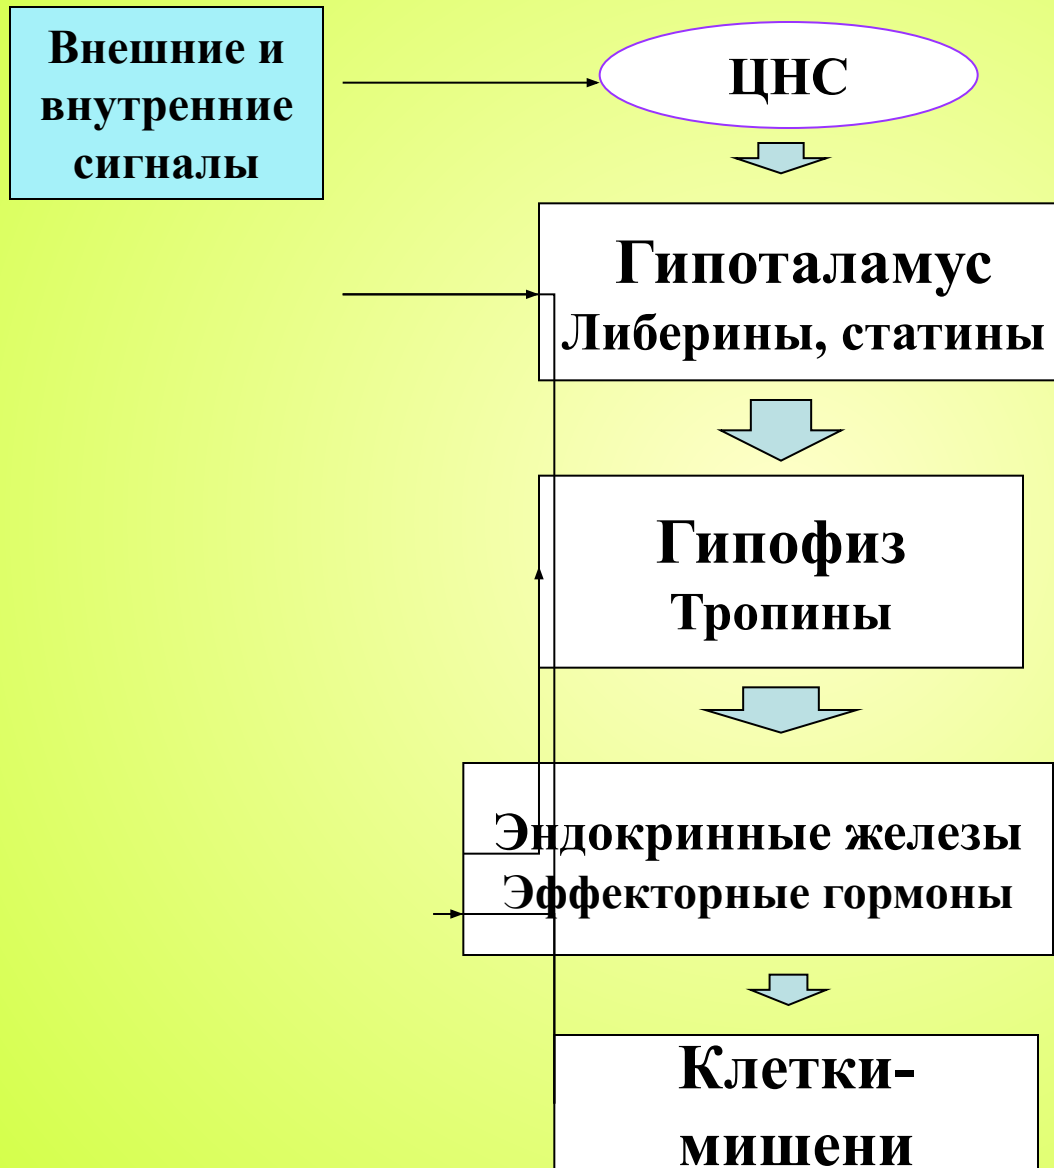 Внешние и
внутренние
сигналы
ЦНС
Гипоталамус
Либерины, статины
Гипофиз
Тропины
Эндокринные железы
Эффекторные гормоны
Клетки-
мишени